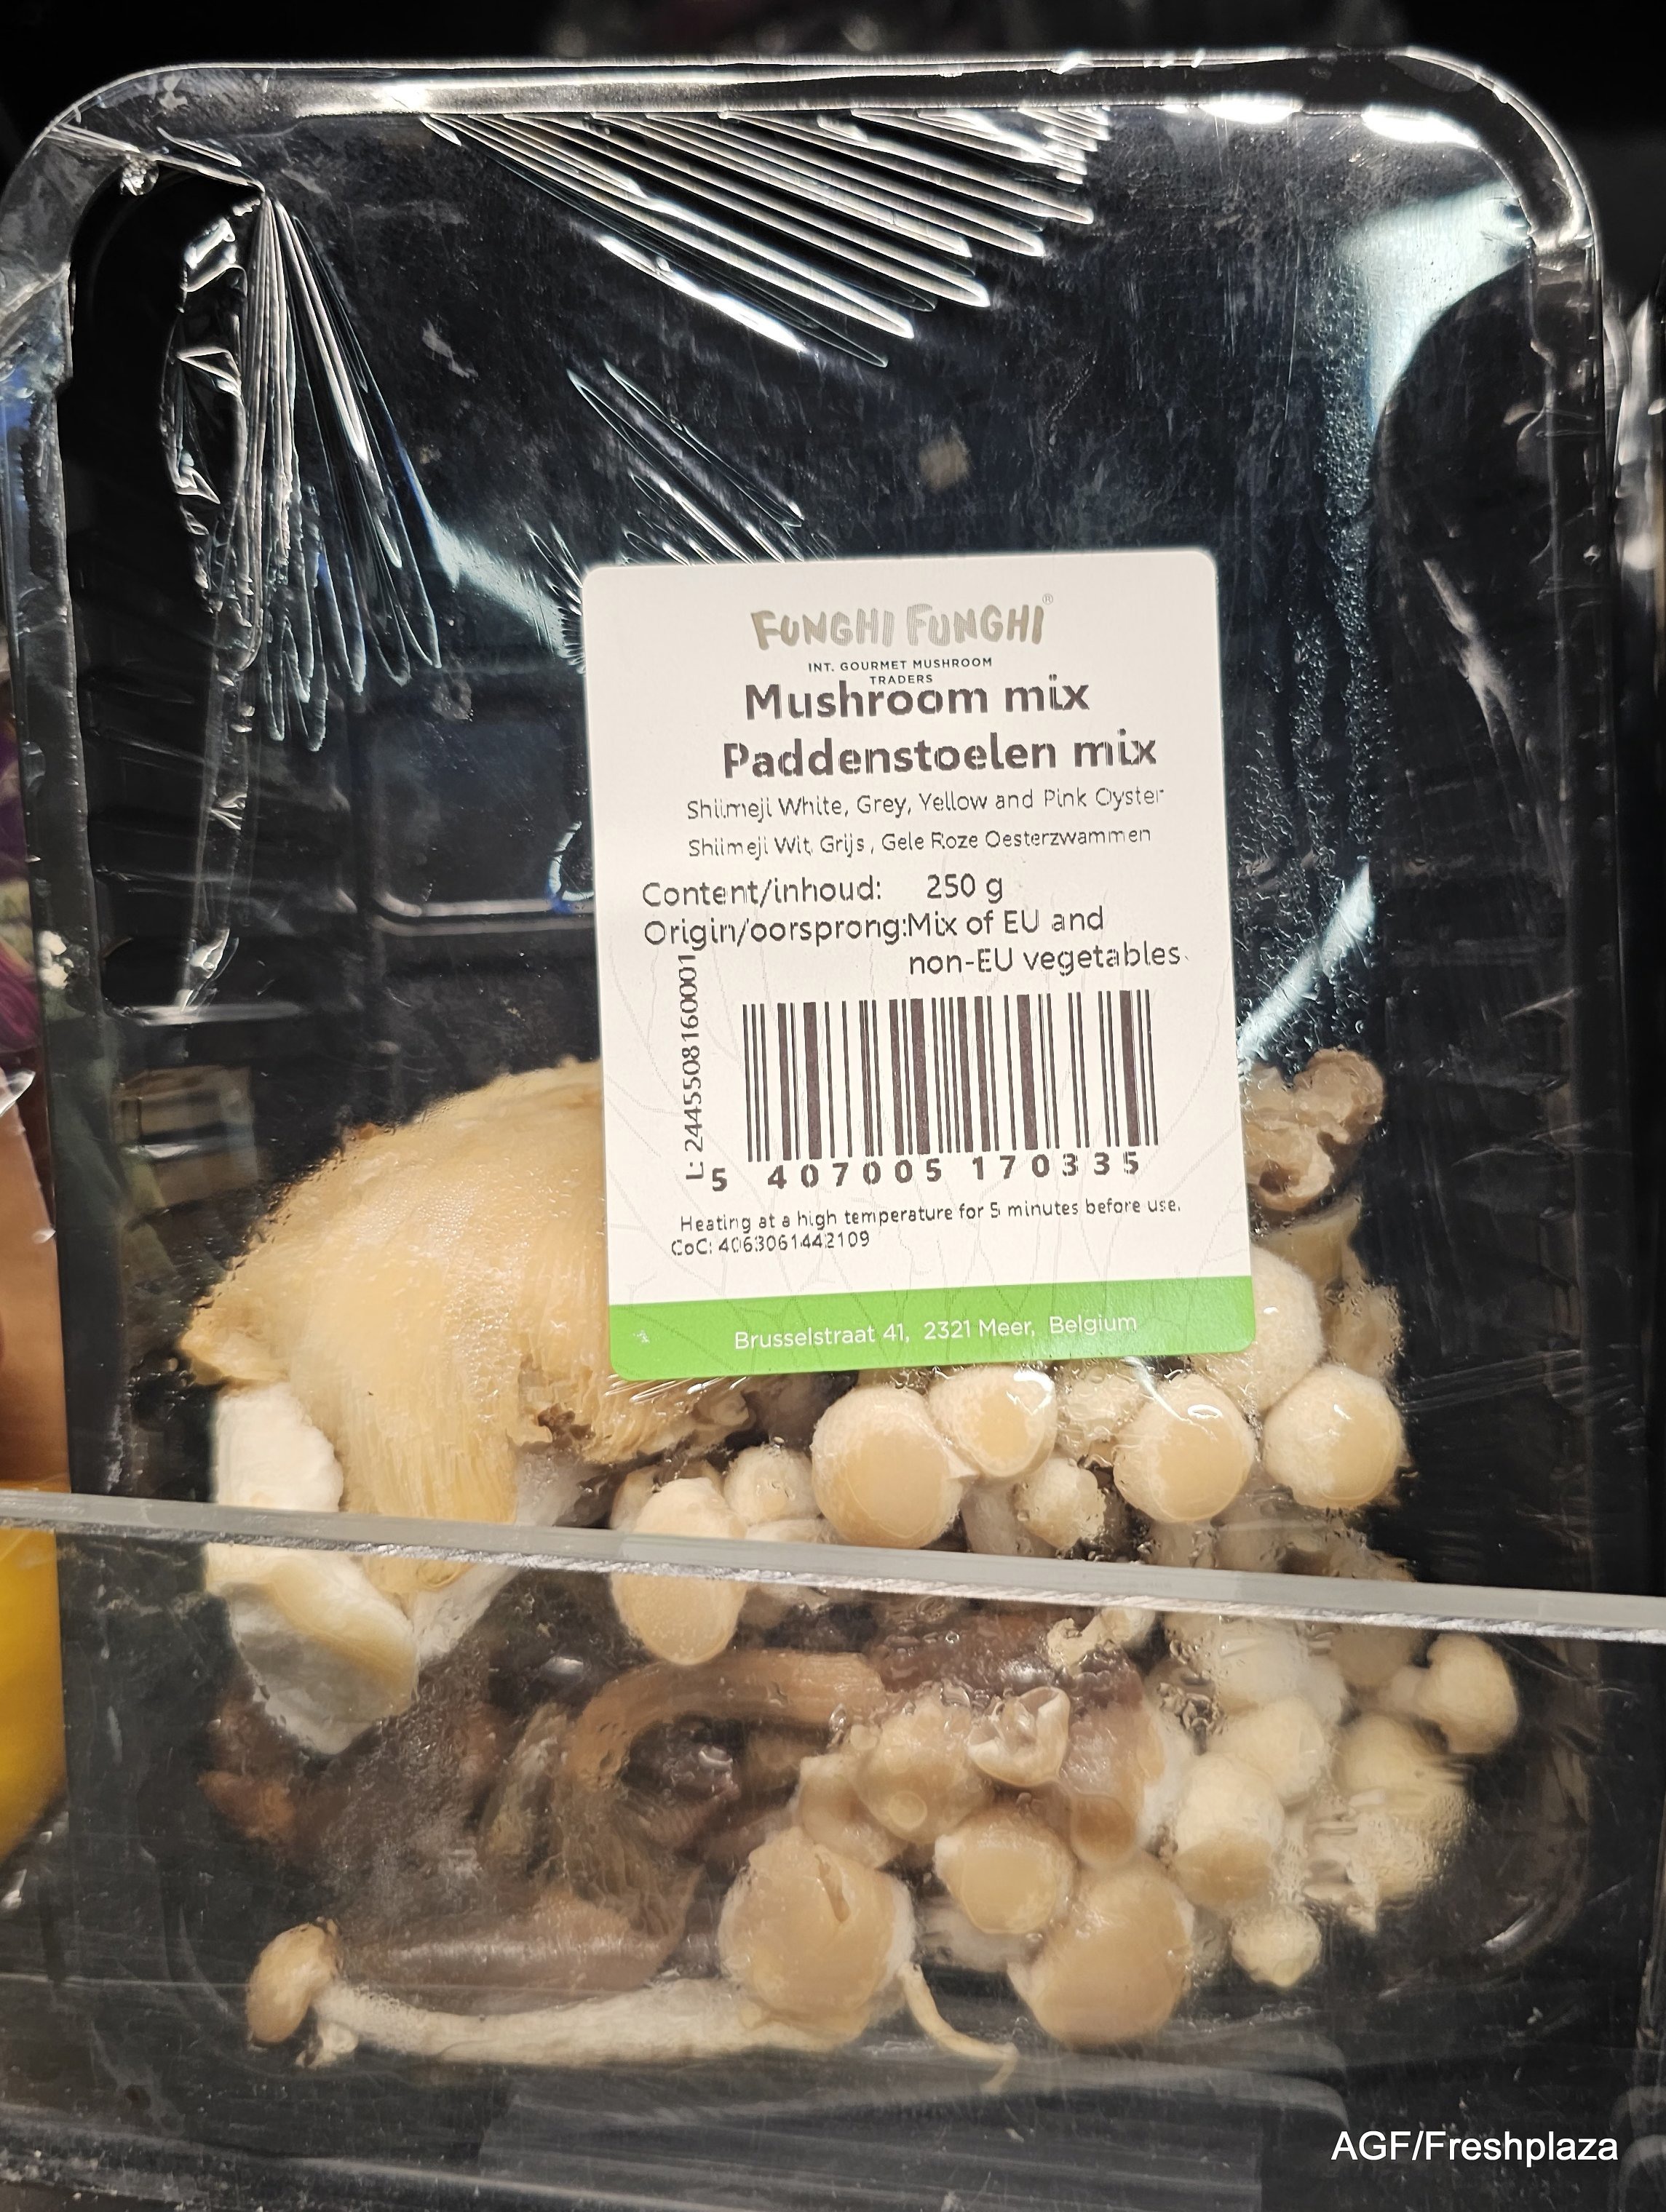 FUNGHI FUNGHI®
INT. GOURMET MUSHROOM
TRADERS
Mushroom mix
Paddenstoelen mix
Shiimeji White, Grey, Yellow and Pink Oyster
Shiimeji Wit, Grijs, Gele Roze Oesterzwammen
Content/inhoud: 250 g
Origin/oorsprong:Mix of EU and
non-EU vegetables.
L: 2445508160001
5 407005 170335
Heating at a high temperature for 5 minutes before use.
CoC: 4063061442109
Brusselstraat 41, 2321 Meer, Belgium
AGF/Freshplaza